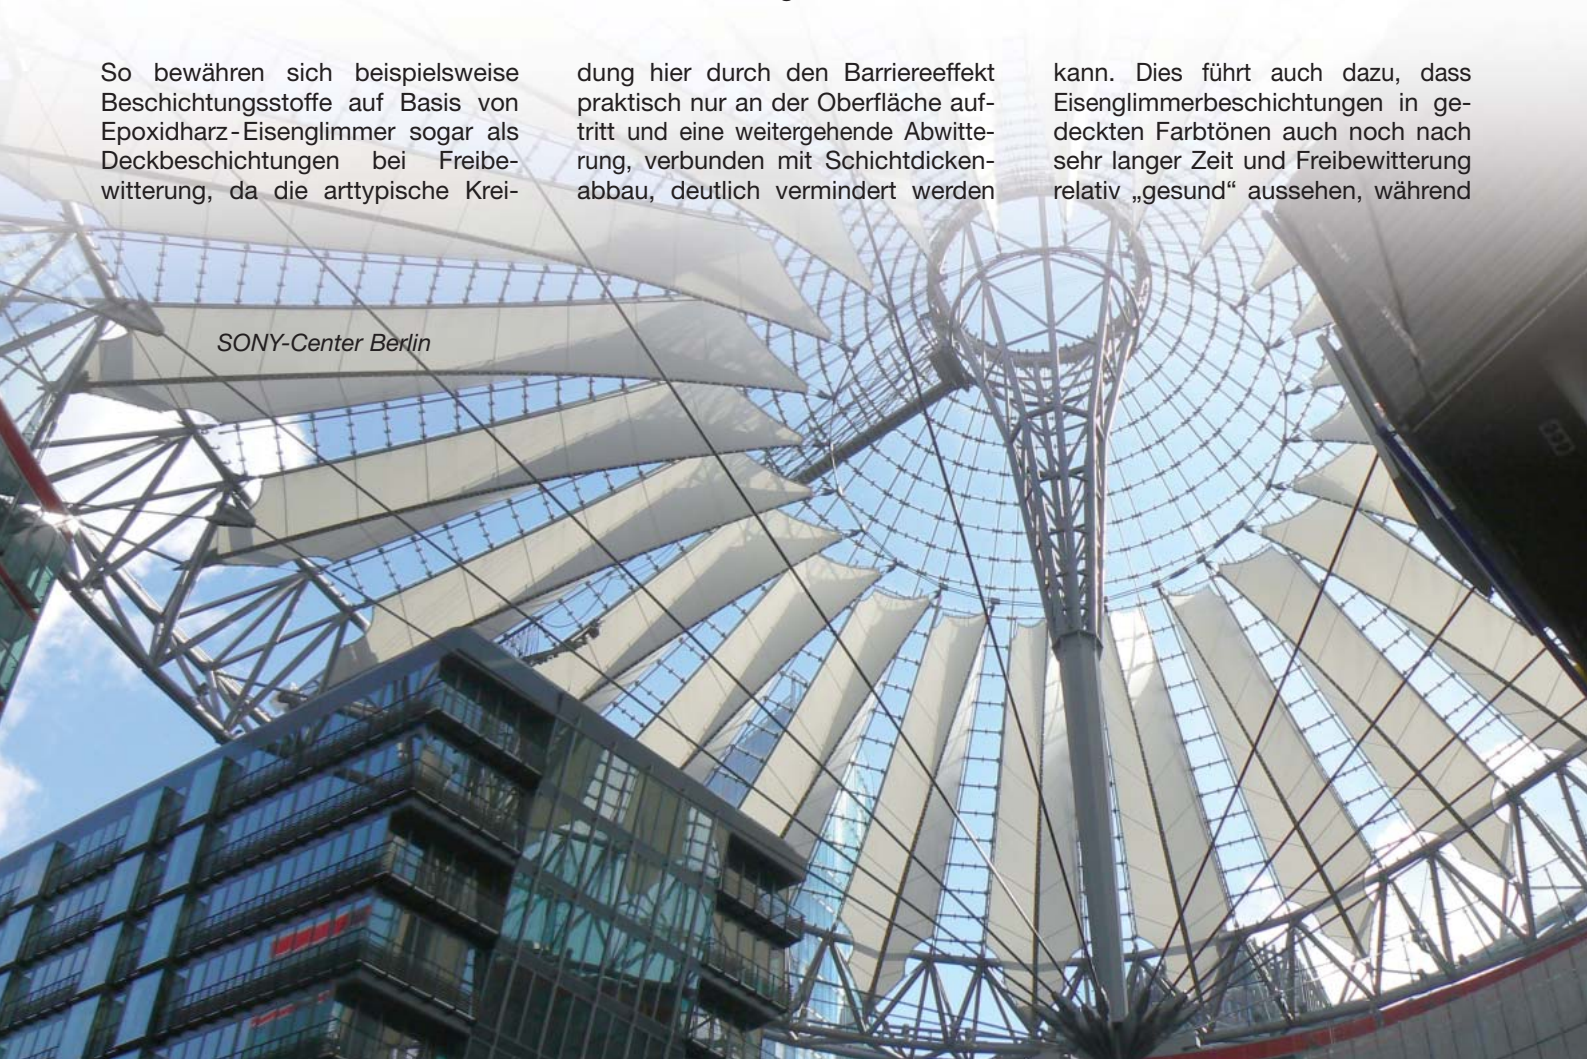 So bewähren sich beispielsweise
Beschichtungsstoffe auf Basis von
Epoxidharz-Eisenglimmer sogar als
Deckbeschichtungen bei Freibe-
witterung, da die arttypische Krei-
dung hier durch den Barriereeffekt
praktisch nur an der Oberfläche auf-
tritt und eine weitergehende Abwitte-
rung, verbunden mit Schichtdicken-
abbau, deutlich vermindert werden
kann. Dies führt auch dazu, dass
Eisenglimmerbeschichtungen in ge-
deckten Farbtönen auch noch nach
sehr langer Zeit und Freibewitterung
relativ „gesund“ aussehen, während
SONY-Center Berlin